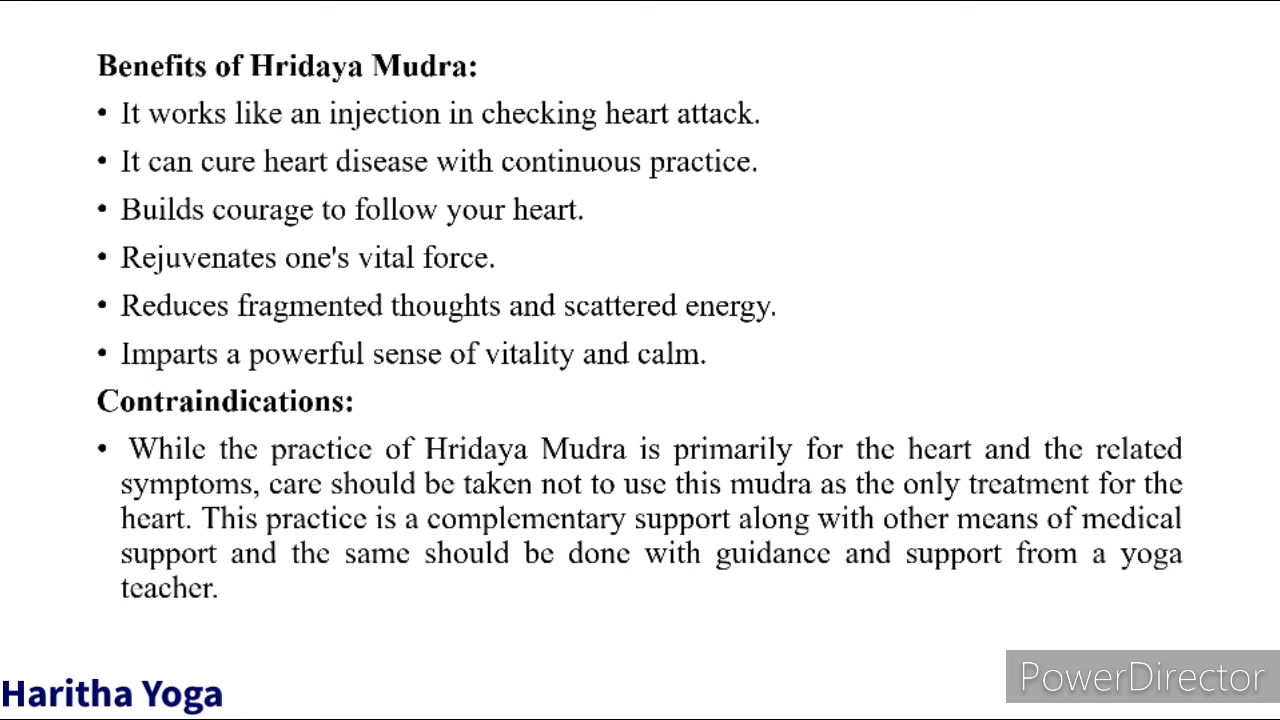 Benefits of Hridaya Mudra:
• It works like an injection in checking heart attack.
• It can cure heart disease with continuous practice.
• Builds courage to follow your heart.
• Rejuvenates one's vital force.
• Reduces fragmented thoughts and scattered energy.
• Imparts a powerful sense of vitality and calm.
Contraindications:
• While the practice of Hridaya Mudra is primarily for the heart and the related
symptoms, care should be taken not to use this mudra as the only treatment for the
heart. This practice is a complementary support along with other means of medical
support and the same should be done with guidance and support from a yoga
teacher.
PowerDirector
Haritha Yoga